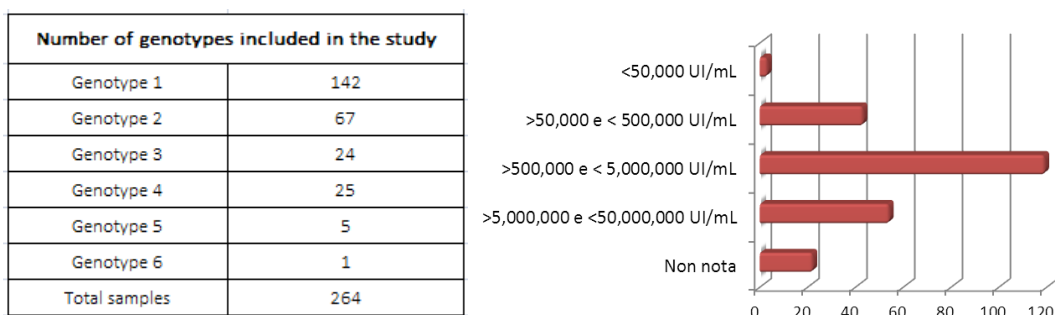 Number of genotypes included in the study
Genotype 1 142
Genotype 2 67
Genotype 3 24
Genotype 4 25
Genotype 5 5
Genotype 6 1
Total samples 264
<50,000 UI/mL
>50,000 e < 500,000 UI/mL
>500,000 e < 5,000,000 UI/mL
>5,000,000 e <50,000,000 UI/mL
Non nota
0 20 40 60 80 100 120